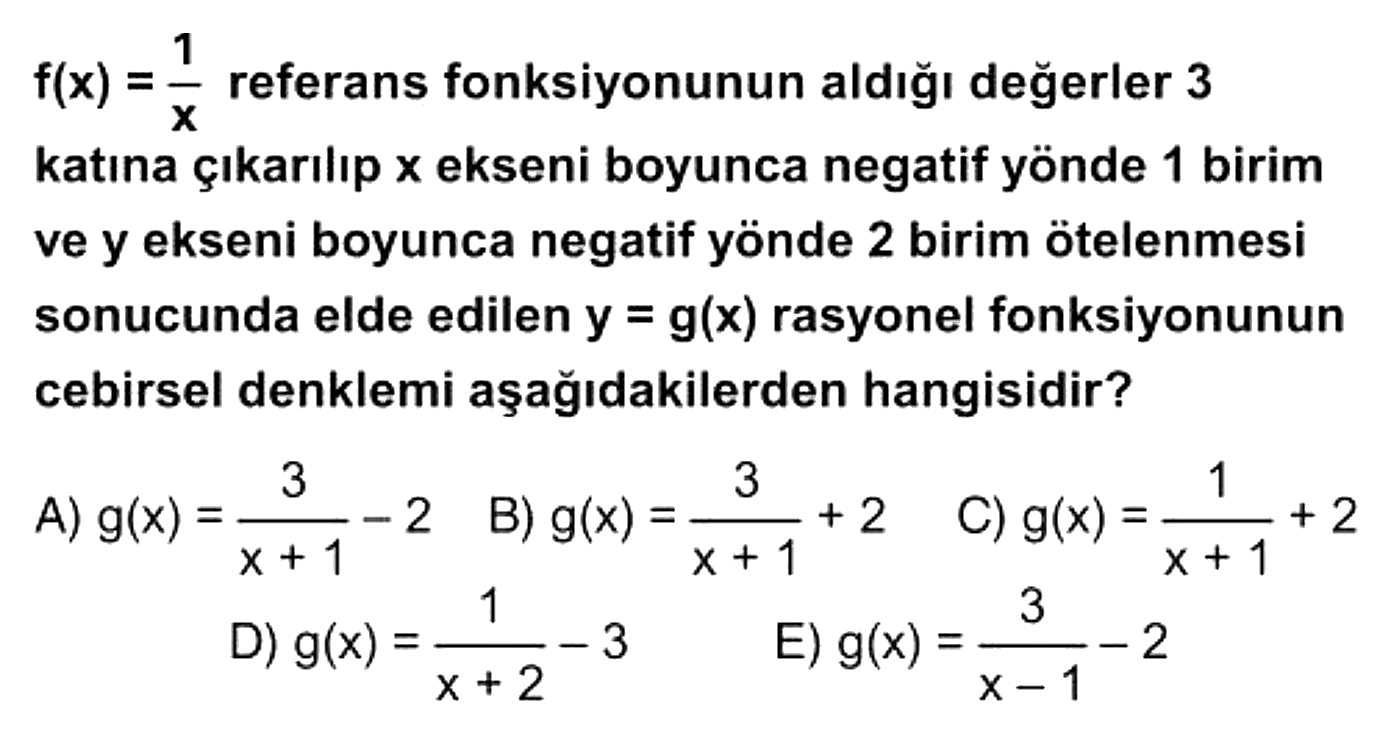 f(x) = 1/x referans fonksiyonunun aldığı değerler 3
katına çıkarılıp x ekseni boyunca negatif yönde 1 birim
ve y ekseni boyunca negatif yönde 2 birim ötelenmesi
sonucunda elde edilen y = g(x) rasyonel fonksiyonunun
cebirsel denklemi aşağıdakilerden hangisidir?
A) g(x) = 3/(x + 1) – 2 B) g(x) = 3/(x + 1) + 2 C) g(x) = 1/(x + 1) + 2
D) g(x) = 1/(x + 2) – 3 E) g(x) = 3/(x – 1) – 2